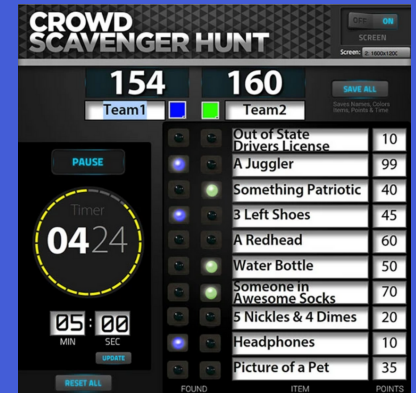 CROWD
SCAVENGER HUNT
OFF ON
SCREEN
Screen: 2: 1600x1200
154 160
Team1 Team2
SAVE ALL
Saves Names, Colors
Items, Points & Time
PAUSE
Timer
04 24
05 : 00
MIN SEC
UPDATE
RESET ALL
Out of State
Drivers License 10
A Juggler 99
Something Patriotic 40
3 Left Shoes 45
A Redhead 60
Water Bottle 50
Someone in
Awesome Socks 70
5 Nickles & 4 Dimes 20
Headphones 10
Picture of a Pet 35
FOUND ITEM POINTS